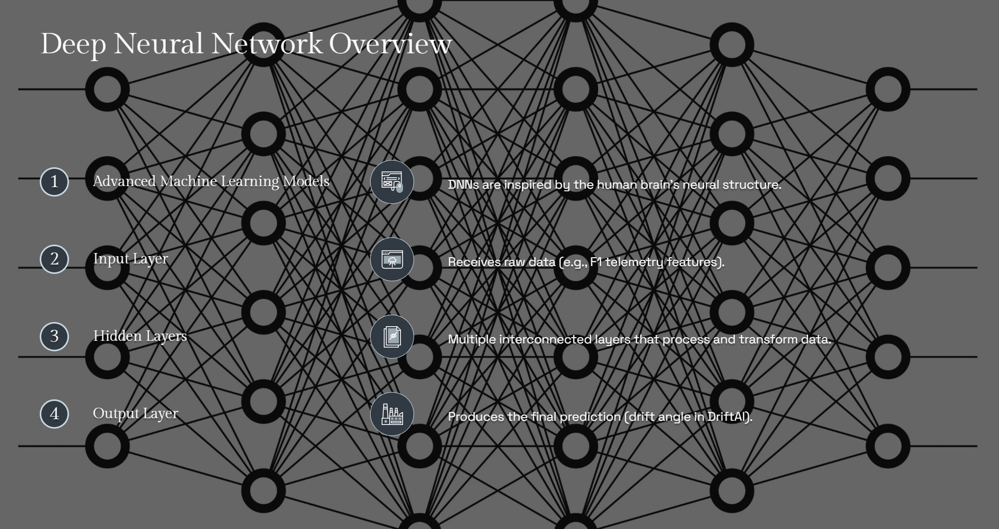 Deep Neural Network Overview
1 Advanced Machine Learning Models DNNs are inspired by the human brain's neural structure.
2 Input Layer Receives raw data (e.g., F1 telemetry features).
3 Hidden Layers Multiple interconnected layers that process and transform data.
4 Output Layer Produces the final prediction (drift angle in DriftAI).